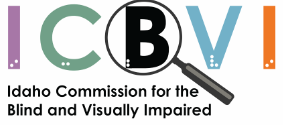 ICBVI
Idaho Commission for the
Blind and Visually Impaired